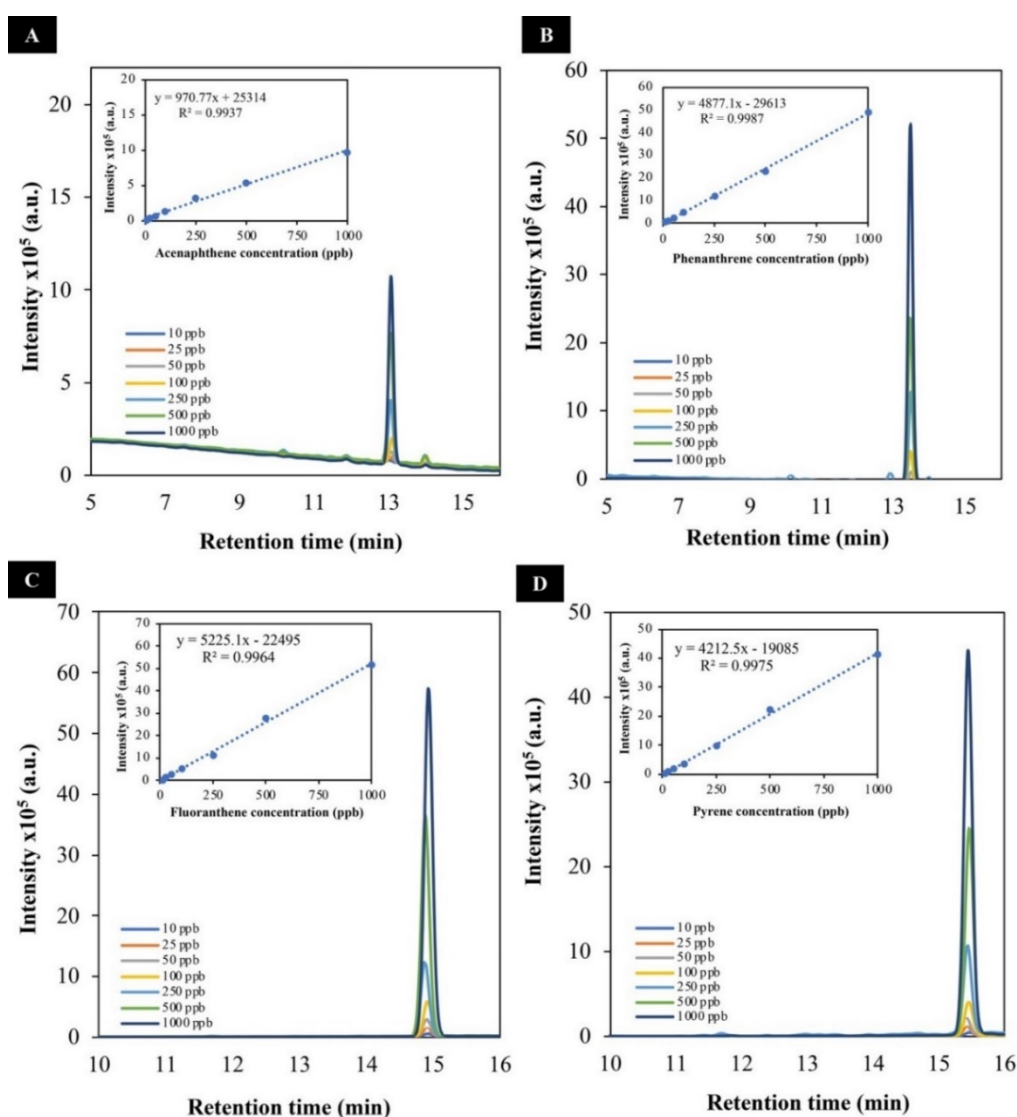 A
Intensity x10⁵ (a.u.)
20
15
10
5
0
5
7
9
11
13
15
Retention time (min)
Intensity x10⁵ (a.u.)
20
15
10
5
0
y = 970.77x + 25314
R² = 0.9937
0
250
500
750
1000
Acenaphthene concentration (ppb)
10 ppb
25 ppb
50 ppb
100 ppb
250 ppb
500 ppb
1000 ppb
B
Intensity x10⁵ (a.u.)
60
50
40
30
20
10
0
5
7
9
11
13
15
Retention time (min)
Intensity x10⁵ (a.u.)
60
50
40
30
20
10
0
y = 4877.1x - 29613
R² = 0.9987
0
250
500
750
1000
Phenanthrene concentration (ppb)
10 ppb
25 ppb
50 ppb
100 ppb
250 ppb
500 ppb
1000 ppb
C
Intensity x10⁵ (a.u.)
70
60
50
40
30
20
10
0
10
11
12
13
14
15
16
Retention time (min)
Intensity x10⁵ (a.u.)
70
60
50
40
30
20
10
0
y = 5225.1x - 22495
R² = 0.9964
0
250
500
750
1000
Fluoranthene concentration (ppb)
10 ppb
25 ppb
50 ppb
100 ppb
250 ppb
500 ppb
1000 ppb
D
Intensity x10⁵ (a.u.)
50
40
30
20
10
0
10
11
12
13
14
15
16
Retention time (min)
Intensity x10⁵ (a.u.)
50
40
30
20
10
0
y = 4212.5x - 19085
R² = 0.9975
0
250
500
750
1000
Pyrene concentration (ppb)
10 ppb
25 ppb
50 ppb
100 ppb
250 ppb
500 ppb
1000 ppb